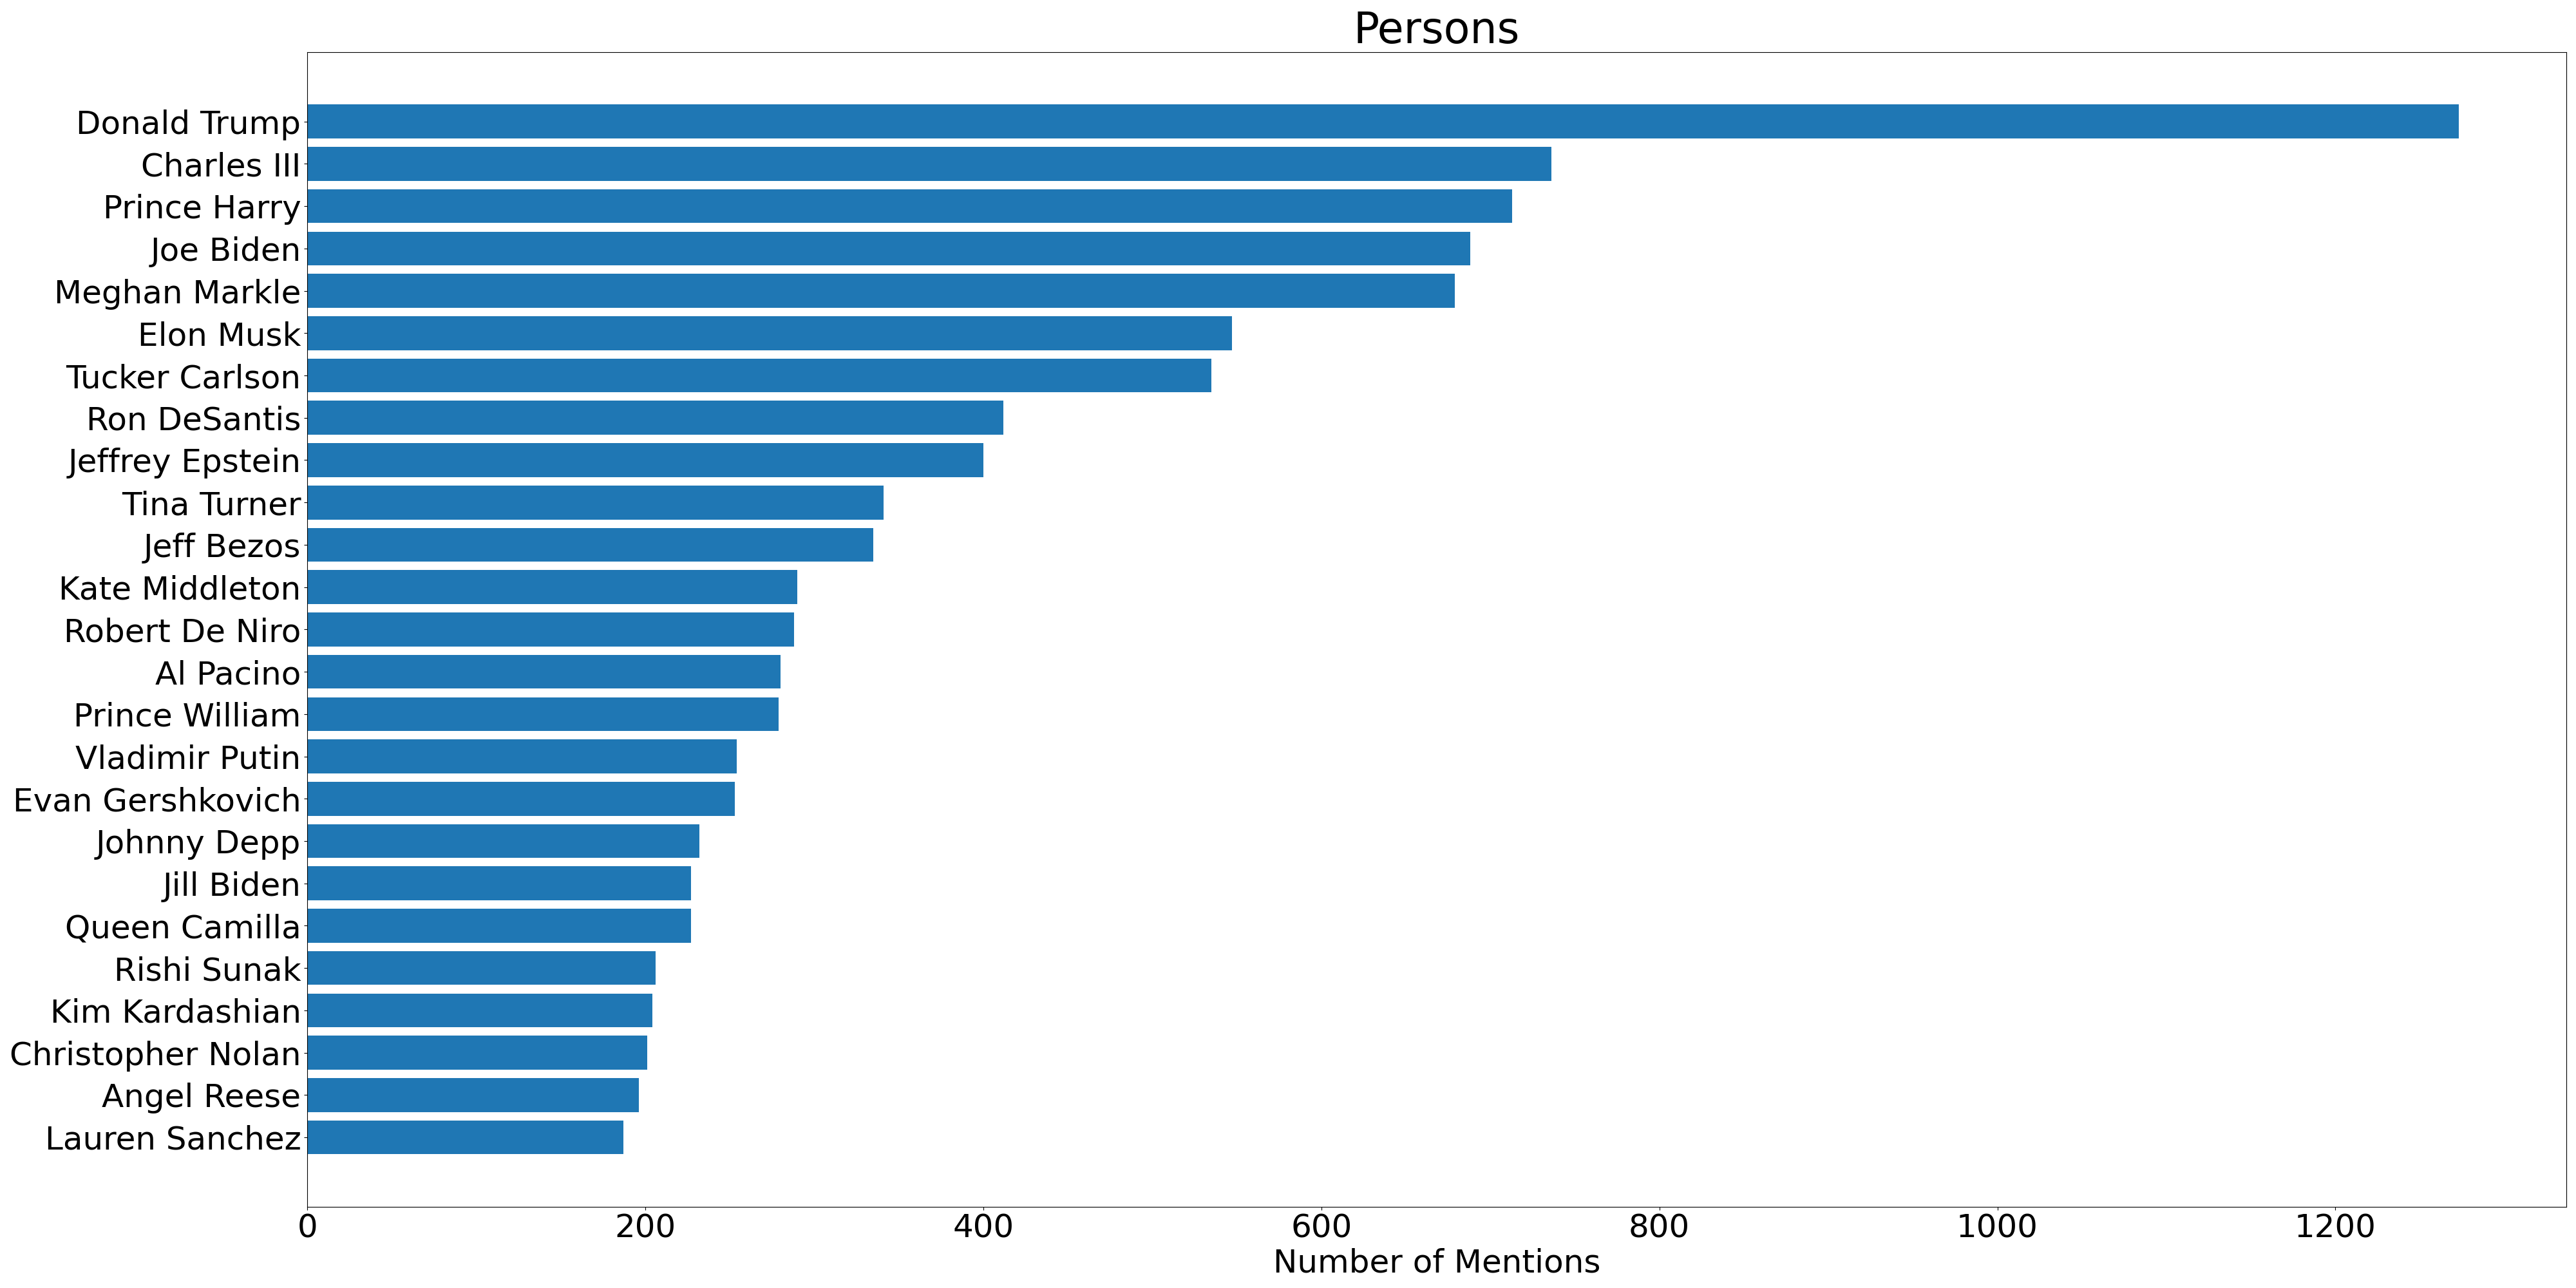 Persons
Donald Trump
Charles III
Prince Harry
Joe Biden
Meghan Markle
Elon Musk
Tucker Carlson
Ron DeSantis
Jeffrey Epstein
Tina Turner
Jeff Bezos
Kate Middleton
Robert De Niro
Al Pacino
Prince William
Vladimir Putin
Evan Gershkovich
Johnny Depp
Jill Biden
Queen Camilla
Rishi Sunak
Kim Kardashian
Christopher Nolan
Angel Reese
Lauren Sanchez
0 200 400 600 800 1000 1200
Number of Mentions